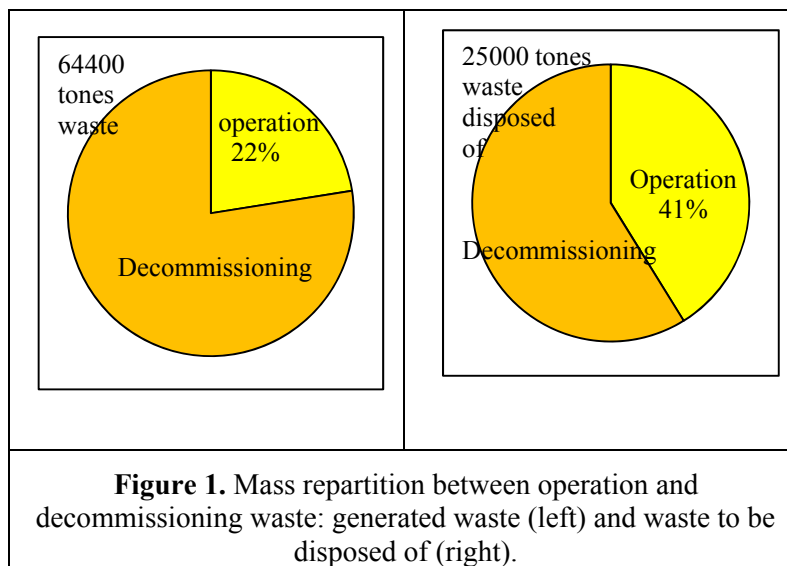 64400
tones
waste
operation
22%
Decommissioning
25000 tones
waste
disposed
of
Operation
41%
Decommissioning
Figure 1. Mass repartition between operation and
decommissioning waste: generated waste (left) and waste to be
disposed of (right).